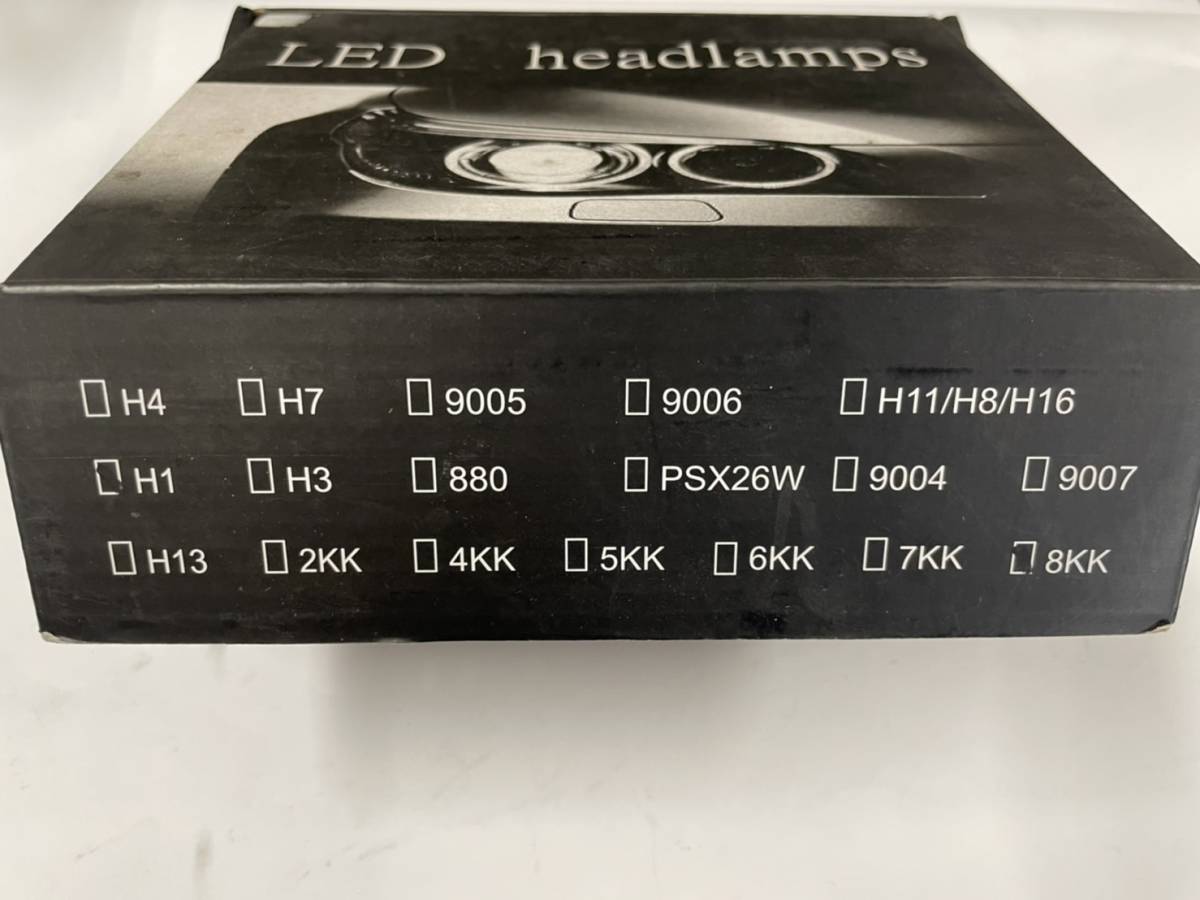 LED headlamps
☐ H4 ☐ H7 ☐ 9005 ☐ 9006 ☐ H11/H8/H16
☐ H1 ☐ H3 ☐ 880 ☐ PSX26W ☐ 9004 ☐ 9007
☐ H13 ☐ 2KK ☐ 4KK ☐ 5KK ☐ 6KK ☐ 7KK ☐ 8KK